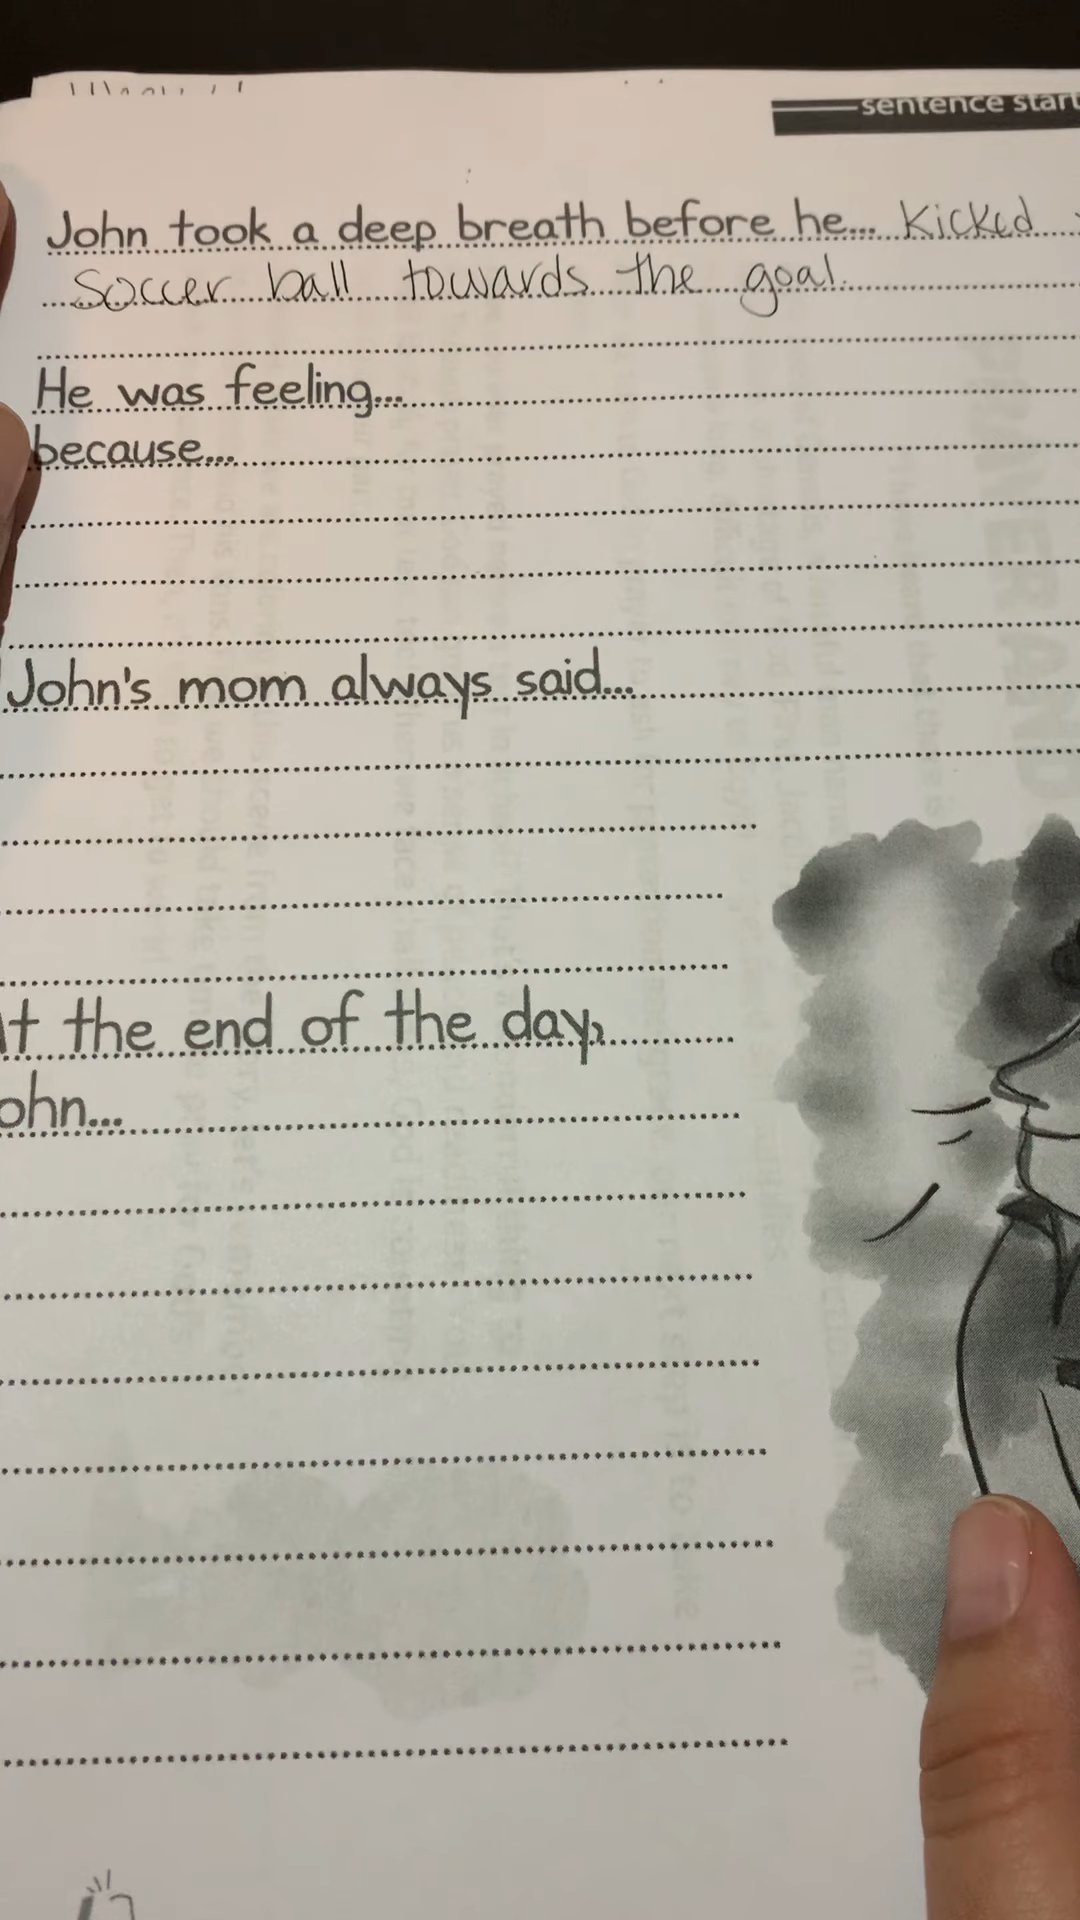 sentence start
John took a deep breath before he... kicked
soccer ball towards the goal.
He was feeling...
because...
John's mom always said...
t the end of the day,
ohn...